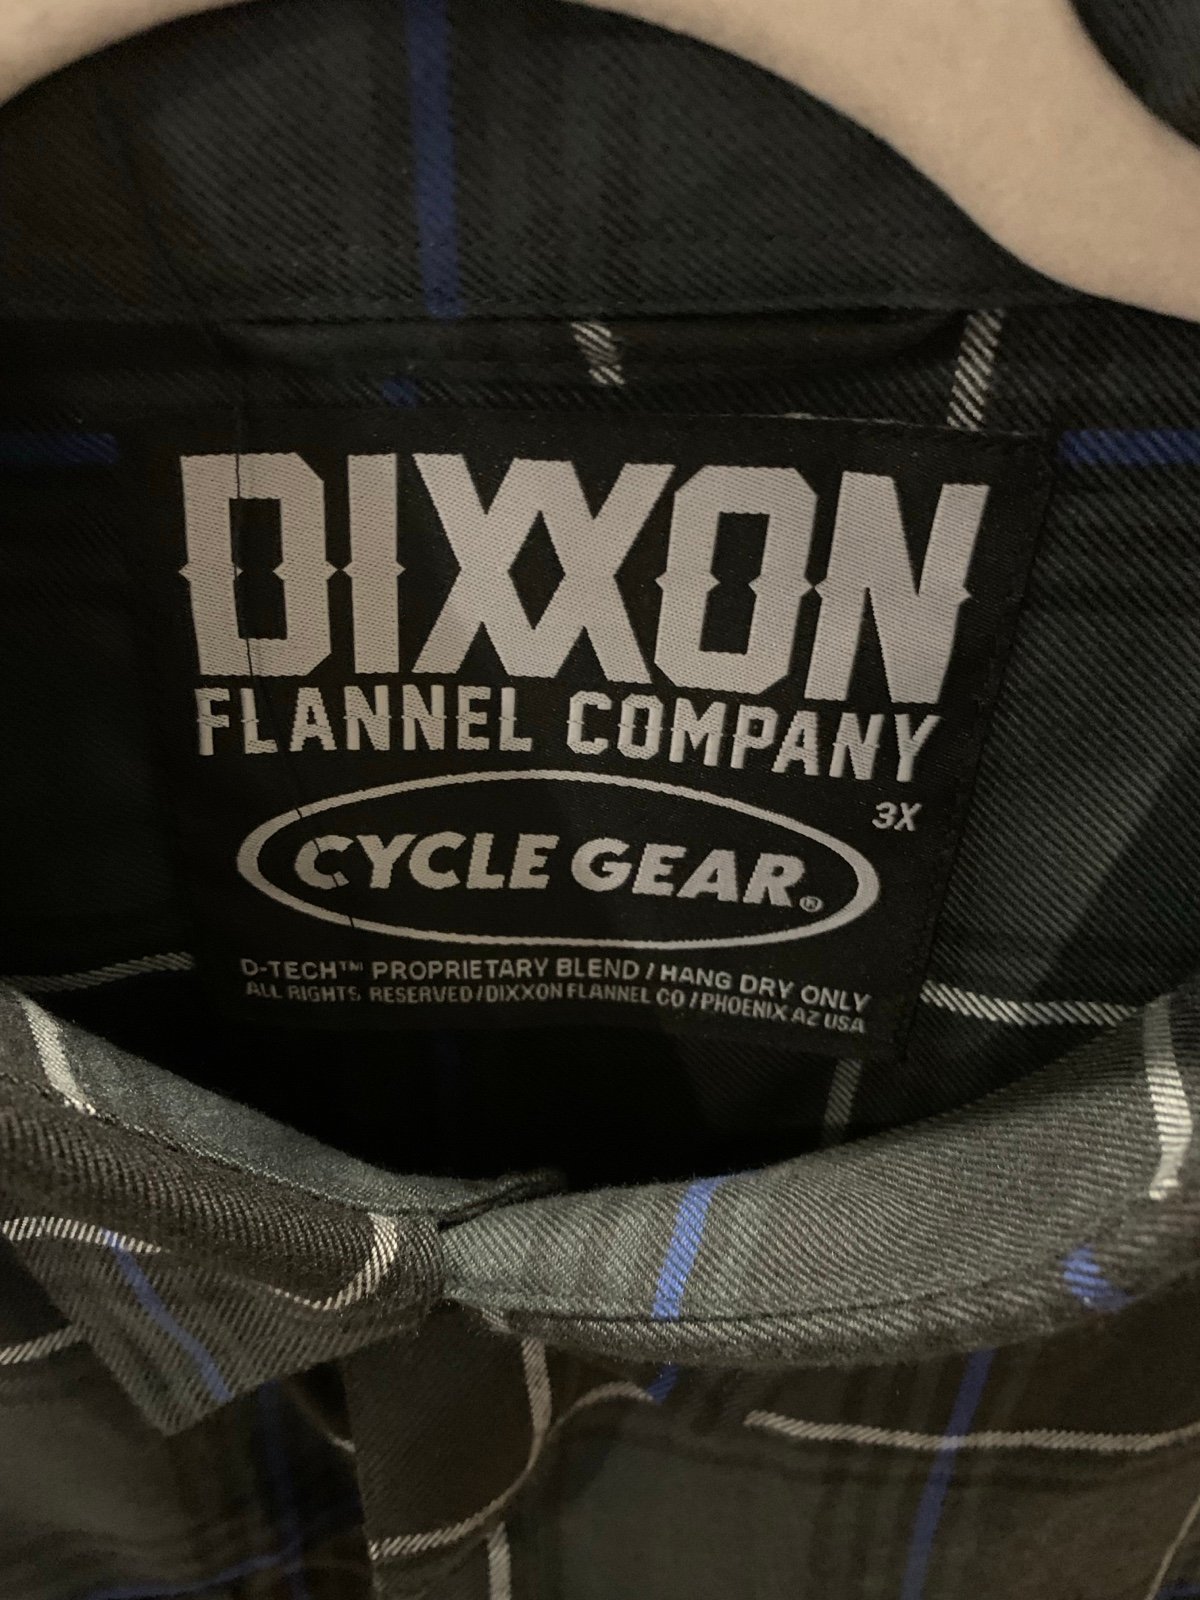 DIXXON
FLANNEL COMPANY
3X
CYCLE GEAR®
D-TECH™ PROPRIETARY BLEND / HANG DRY ONLY
ALL RIGHTS RESERVED / DIXXON FLANNEL CO / PHOENIX AZ USA